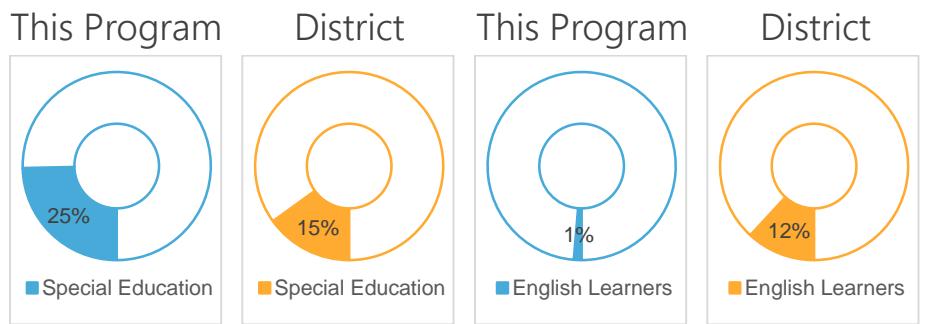 This Program
District
This Program
District
25%
15%
1%
12%
Special Education
Special Education
English Learners
English Learners